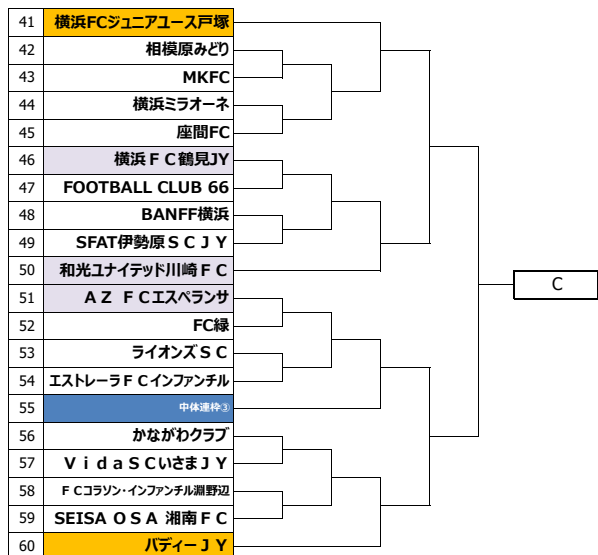 41 横浜FCジュニアユース戸塚
42 相模原みどり
43 MKFC
44 横浜ミラオーネ
45 座間FC
46 横浜ＦＣ鶴見JY
47 FOOTBALL CLUB 66
48 BANFF横浜
49 SFAT伊勢原ＳＣＪＹ
50 和光ユナイテッド川崎ＦＣ
51 ＡＺ ＦＣエスペランサ
52 FC緑
53 ライオンズＳＣ
54 エストレーラＦＣインファンチル
55 中体連枠③
56 かながわクラブ
57 ＶｉｄａＳＣいさまＪＹ
58 ＦＣコラソン・インファンチル淵野辺
59 SEISA ＯＳＡ 湘南ＦＣ
60 バディーＪＹ
C